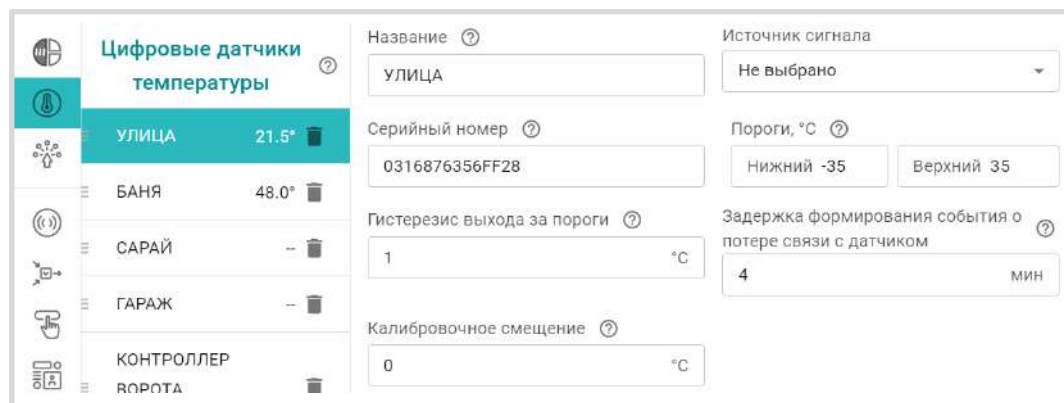 Цифровые датчики
температуры
УЛИЦА 21.5°
БАНЯ 48.0°
САРАЙ --
ГАРАЖ --
КОНТРОЛЛЕР
ВОРОТА
Название
УЛИЦА
Источник сигнала
Не выбрано
Серийный номер
0316876356FF28
Пороги, °C
Нижний -35
Верхний 35
Гистерезис выхода за пороги
1 °C
Задержка формирования события о
потере связи с датчиком
4 мин
Калибровочное смещение
0 °C